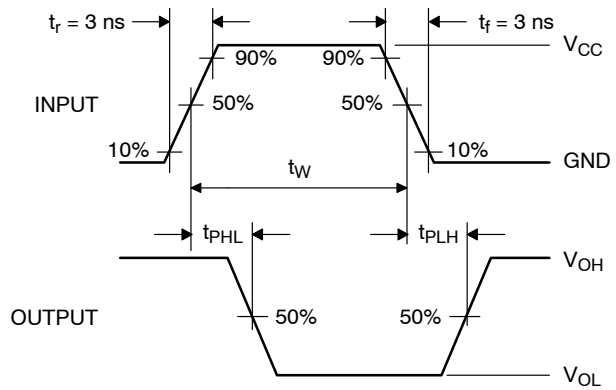 t_r = 3 ns
t_f = 3 ns
V_CC
90%
90%
INPUT
50%
50%
10%
10%
GND
t_W
t_PHL
t_PLH
V_OH
OUTPUT
50%
50%
V_OL